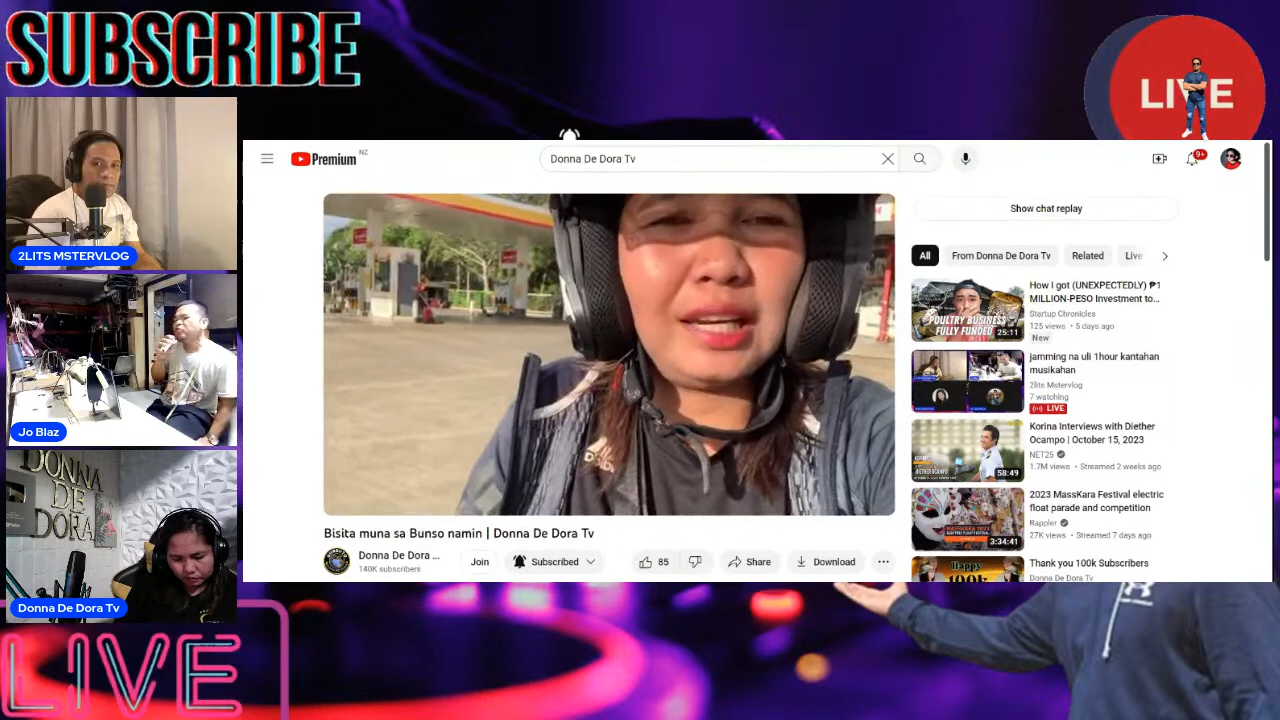 SUBSCRIBE
LIVE
2LITS MSTERVLOG
Jo Blaz
DONNA
DE
DORA
Donna De Dora Tv
LIVE
Premium NZ
Donna De Dora Tv
9+
Bisita muna sa Bunso namin | Donna De Dora Tv
Donna De Dora ...
140K subscribers
Join
Subscribed
85
Share
Download
Show chat replay
All
From Donna De Dora Tv
Related
Live
POULTRY BUSINESS
FULLY FUNDED
25:11
How I got (UNEXPECTEDLY) ₱1
MILLION-PESO Investment to...
Startup Chronicles
125 views • 5 days ago
New
jamming na uli 1hour kantahan
musikahan
2lits Mstervlog
7 watching
LIVE
58:49
Korina Interviews with Diether
Ocampo | October 15, 2023
NET25
1.7M views • Streamed 2 weeks ago
3:34:41
2023 MassKara Festival electric
float parade and competition
Rappler
27K views • Streamed 7 days ago
Happy
100k
Thank you 100k Subscribers
Donna De Dora Tv